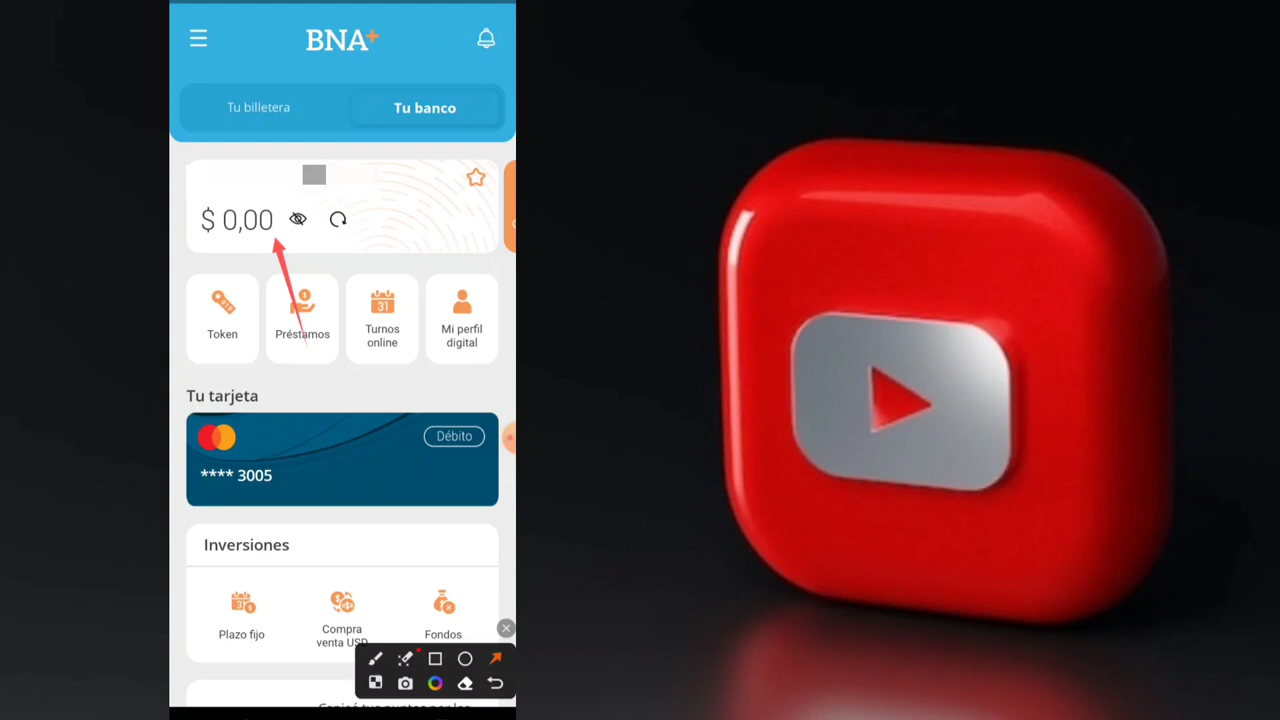 BNA+
Tu billetera
Tu banco
$ 0,00
Token
Préstamos
Turnos
online
Mi perfil
digital
Tu tarjeta
Débito
**** 3005
Inversiones
Plazo fijo
Compra
venta USD
Fondos